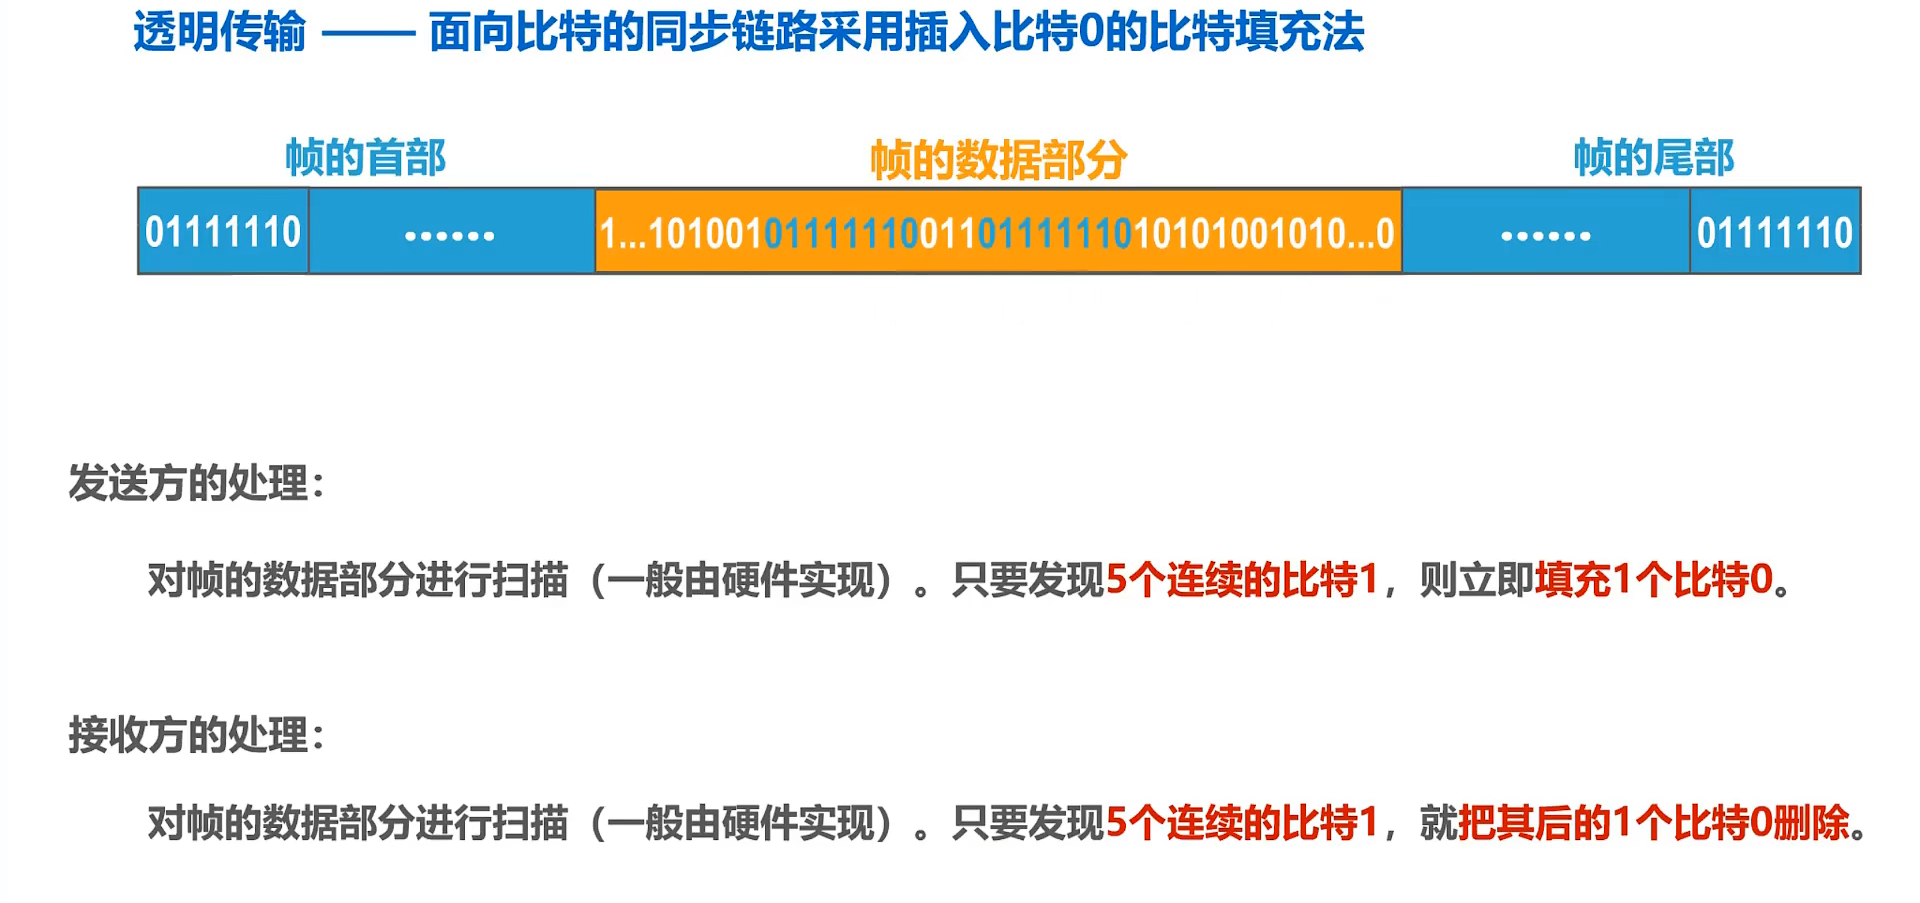 透明传输 —— 面向比特的同步链路采用插入比特0的比特填充法
帧的首部 帧的数据部分 帧的尾部
01111110 …… 1...101001011111100110111111010101001010...0 …… 01111110
发送方的处理：
对帧的数据部分进行扫描（一般由硬件实现）。只要发现5个连续的比特1，则立即填充1个比特0。
接收方的处理：
对帧的数据部分进行扫描（一般由硬件实现）。只要发现5个连续的比特1，就把其后的1个比特0删除。